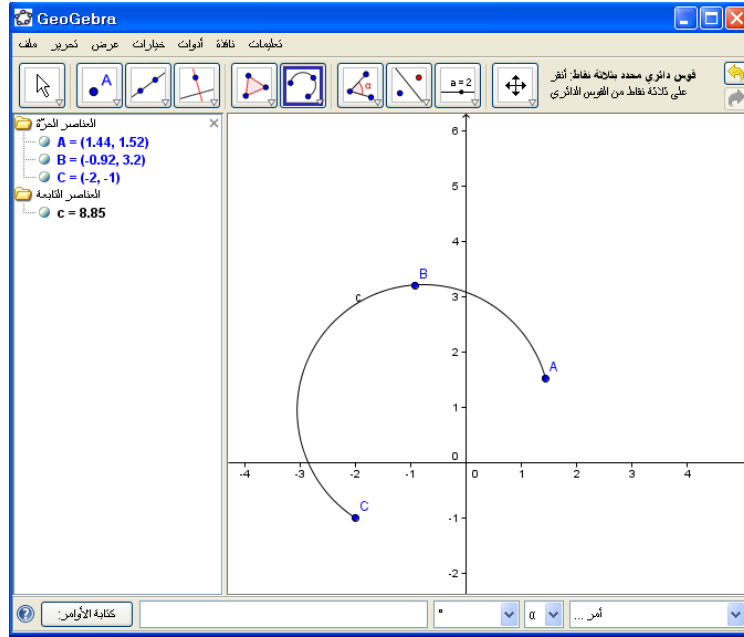 GeoGebra
ملف تحرير عرض خيارات أدوات نافذة تعليمات
A
α
a = 2
قوس دائري محدد بثلاثة نقاط: أنقر
على ثلاثة نقاط من القوس الدائري
العناصر الحرّة
A = (1.44, 1.52)
B = (-0.92, 3.2)
C = (-2, -1)
العناصر التابعة
c = 8.85
6
5
4
B
c
3
2
A
1
0
-4 -3 -2 -1 0 1 2 3 4
C
-1
-2
كتابة الأوامر:
°
α
أمر ...